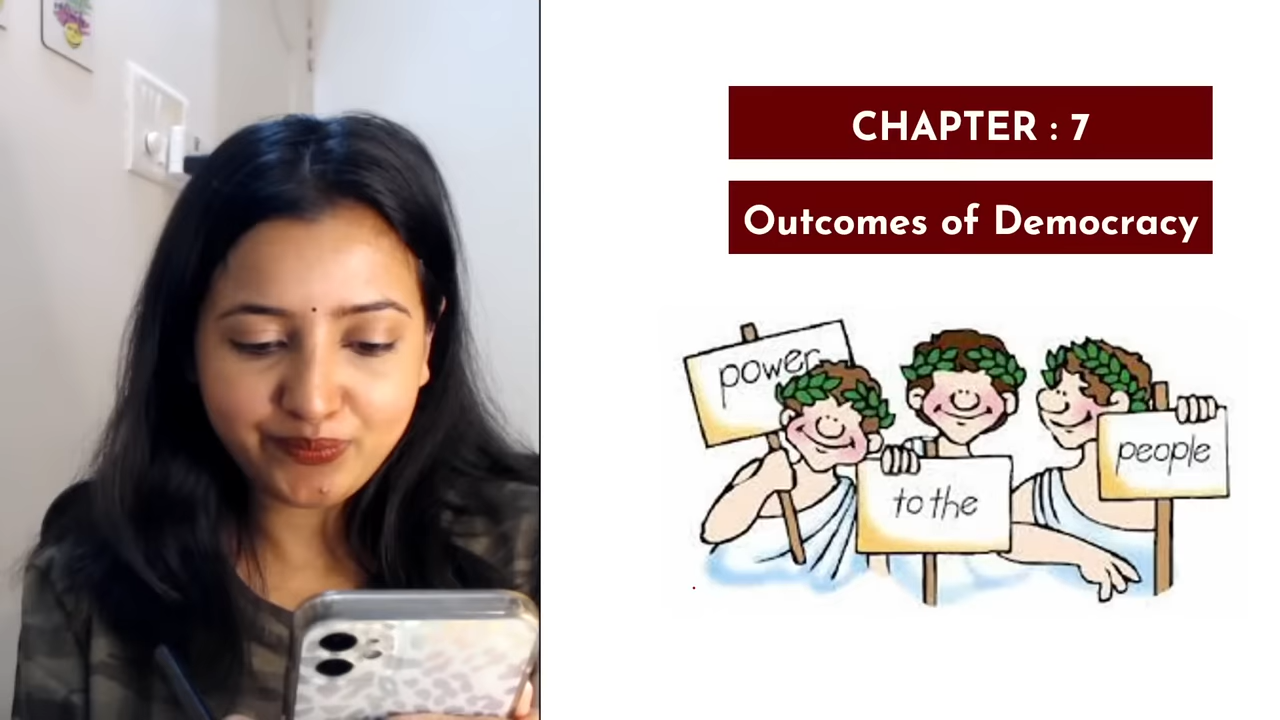 CHAPTER : 7
Outcomes of Democracy
power
to the
people